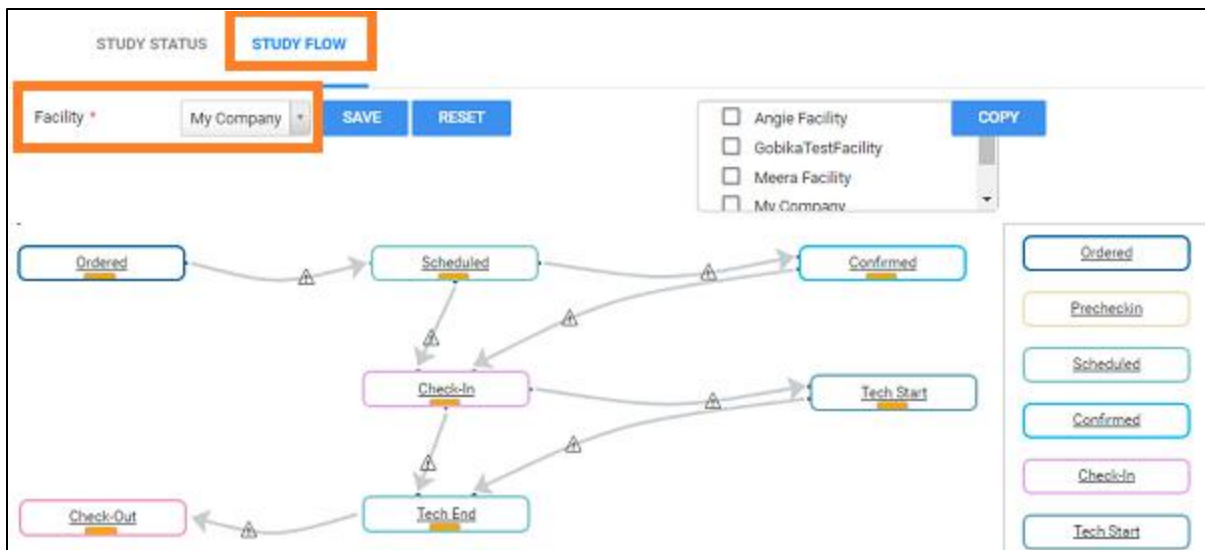 STUDY STATUS
STUDY FLOW
Facility *
My Company
SAVE
RESET
Angie Facility
GobikaTestFacility
Meera Facility
My Company
COPY
Ordered
Scheduled
Confirmed
Check-In
Tech Start
Check-Out
Tech End
Ordered
Precheckin
Scheduled
Confirmed
Check-In
Tech Start